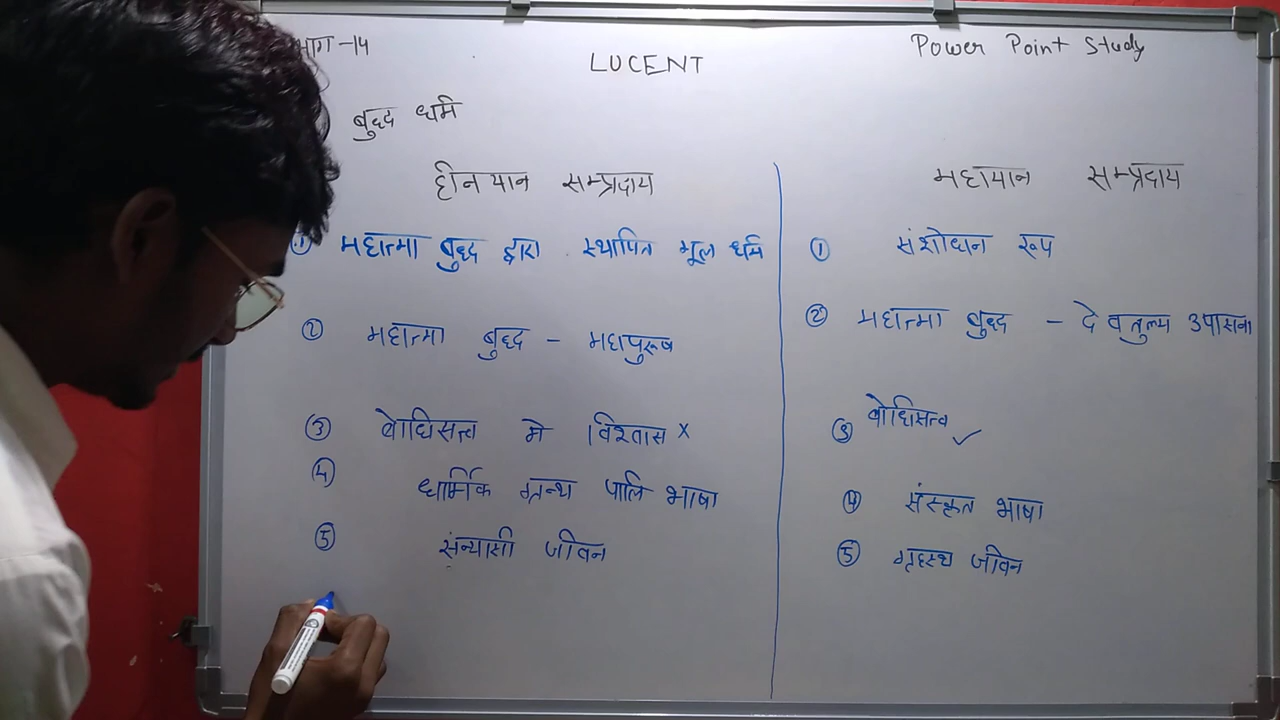 भाग -14
LUCENT
Power Point Study
बुद्ध धर्म
हीनयान सम्प्रदाय
① महात्मा बुद्ध द्वारा स्थापित मूल धर्म
② महात्मा बुद्ध - महापुरूष
③ बोधिसत्त्व मे विश्वास x
④ धार्मिक ग्रन्थ पालि भाषा
⑤ संन्यासी जीवन
महायान सम्प्रदाय
① संशोधन रूप
② महात्मा बुद्ध - देवतुल्य उपासना
③ बोधिसत्व ✓
④ संस्कृत भाषा
⑤ गृहस्थ जीवन